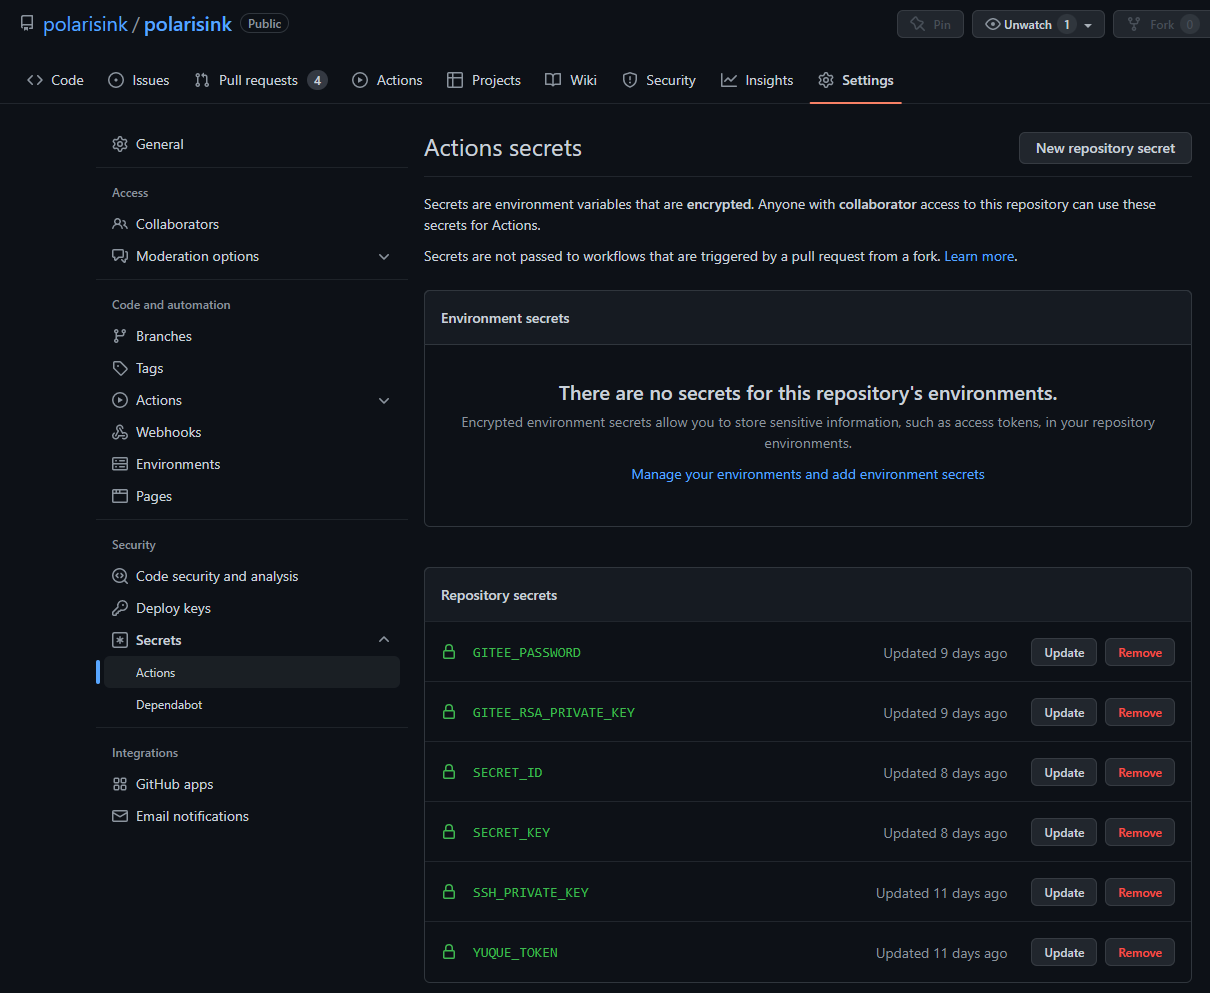 polarisink / polarisink Public
Pin
Unwatch 1
Fork 0
Code
Issues
Pull requests 4
Actions
Projects
Wiki
Security
Insights
Settings
General
Access
Collaborators
Moderation options
Code and automation
Branches
Tags
Actions
Webhooks
Environments
Pages
Security
Code security and analysis
Deploy keys
Secrets
Actions
Dependabot
Integrations
GitHub apps
Email notifications
Actions secrets
New repository secret
Secrets are environment variables that are encrypted. Anyone with collaborator access to this repository can use these
secrets for Actions.
Secrets are not passed to workflows that are triggered by a pull request from a fork. Learn more.
Environment secrets
There are no secrets for this repository's environments.
Encrypted environment secrets allow you to store sensitive information, such as access tokens, in your repository
environments.
Manage your environments and add environment secrets
Repository secrets
GITEE_PASSWORD Updated 9 days ago Update Remove
GITEE_RSA_PRIVATE_KEY Updated 9 days ago Update Remove
SECRET_ID Updated 8 days ago Update Remove
SECRET_KEY Updated 8 days ago Update Remove
SSH_PRIVATE_KEY Updated 11 days ago Update Remove
YUQUE_TOKEN Updated 11 days ago Update Remove